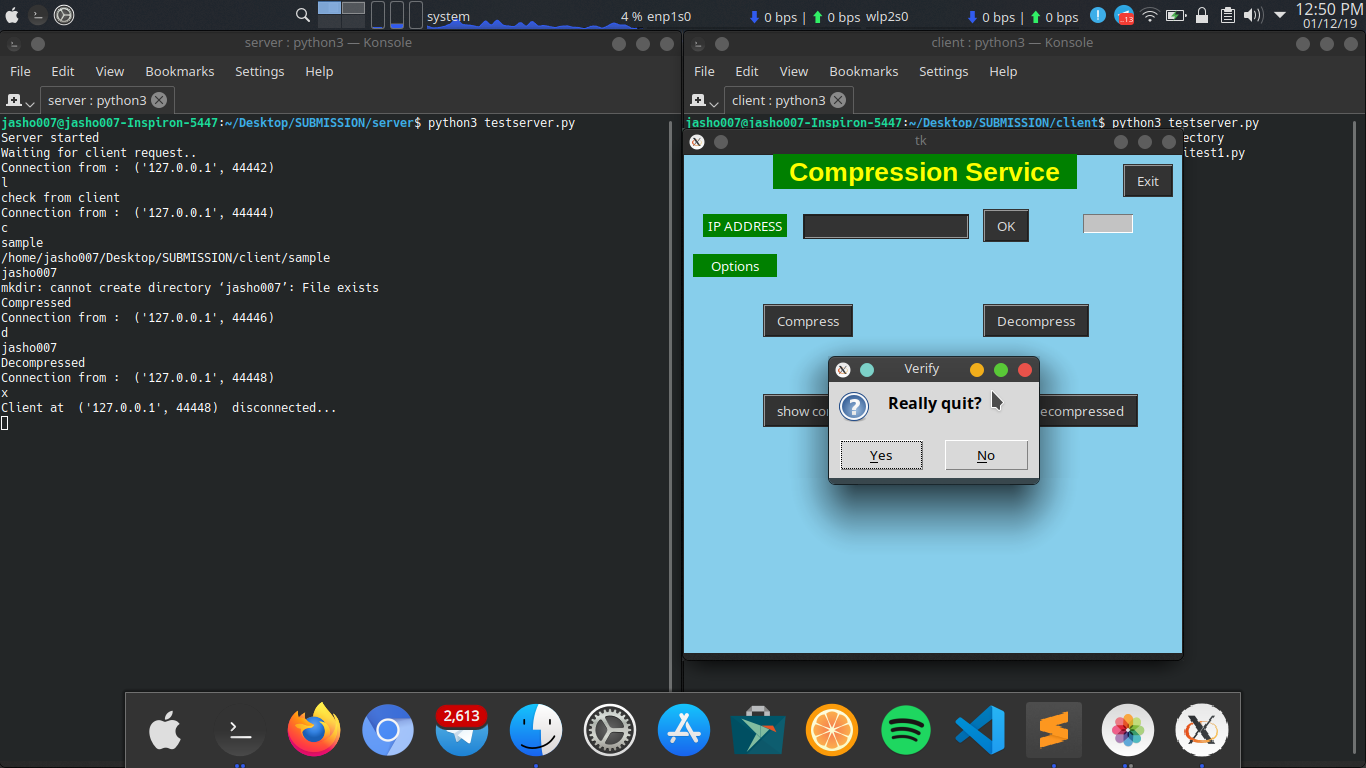 system
4 % enp1s0
0 bps | 0 bps wlp2s0
0 bps | 0 bps
13
12:50 PM
01/12/19
server : python3 — Konsole
File Edit View Bookmarks Settings Help
server : python3
jasho007@jasho007-Inspiron-5447:~/Desktop/SUBMISSION/server$ python3 testserver.py
Server started
Waiting for client request..
Connection from : ('127.0.0.1', 44442)
l
check from client
Connection from : ('127.0.0.1', 44444)
c
sample
/home/jasho007/Desktop/SUBMISSION/client/sample
jasho007
mkdir: cannot create directory ‘jasho007’: File exists
Compressed
Connection from : ('127.0.0.1', 44446)
d
jasho007
Decompressed
Connection from : ('127.0.0.1', 44448)
x
Client at ('127.0.0.1', 44448) disconnected...
client : python3 — Konsole
File Edit View Bookmarks Settings Help
client : python3
jasho007@jasho007-Inspiron-5447:~/Desktop/SUBMISSION/client$ python3 testserver.py
ectory
itest1.py
tk
Compression Service
Exit
IP ADDRESS
OK
Options
Compress
Decompress
show co
ecompressed
Verify
Really quit?
Yes
No
2,613